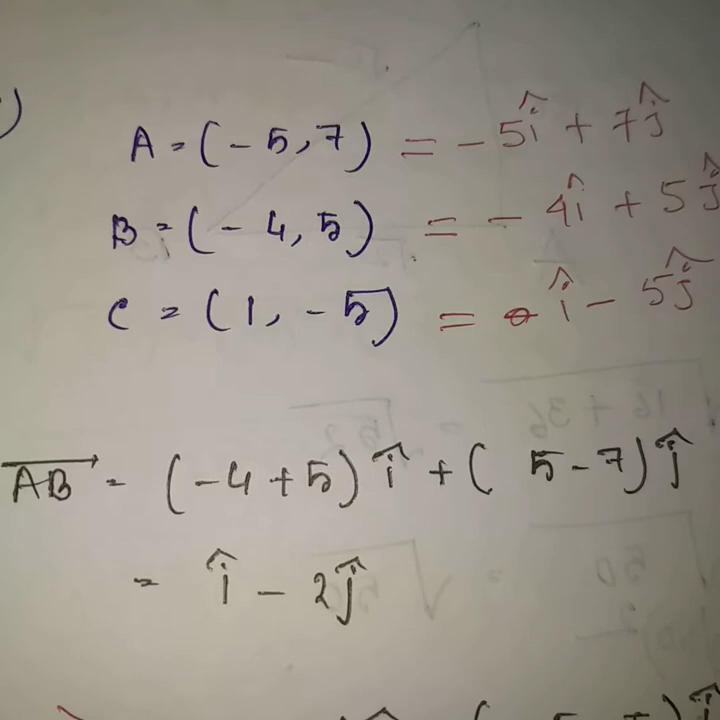 )
A = (-5, 7) = -5î + 7ĵ
B = (-4, 5) = -4î + 5ĵ
C = (1, -5) = î - 5ĵ
AB⃗ = (-4+5) î + ( 5-7) ĵ
= î - 2ĵ